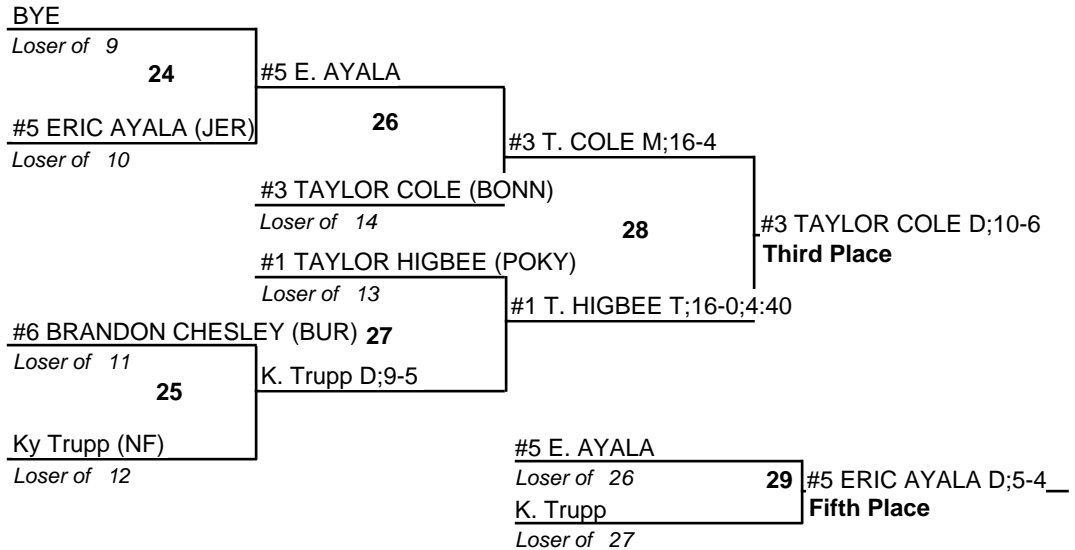 BYE
Loser of 9
24
#5 E. AYALA
#5 ERIC AYALA (JER)
Loser of 10
26
#3 T. COLE M;16-4
#3 TAYLOR COLE (BONN)
Loser of 14
28
#3 TAYLOR COLE D;10-6
Third Place
#1 TAYLOR HIGBEE (POKY)
Loser of 13
#1 T. HIGBEE T;16-0;4:40
#6 BRANDON CHESLEY (BUR) 27
Loser of 11
25
K. Trupp D;9-5
Ky Trupp (NF)
Loser of 12
#5 E. AYALA
Loser of 26
29
#5 ERIC AYALA D;5-4
Fifth Place
K. Trupp
Loser of 27